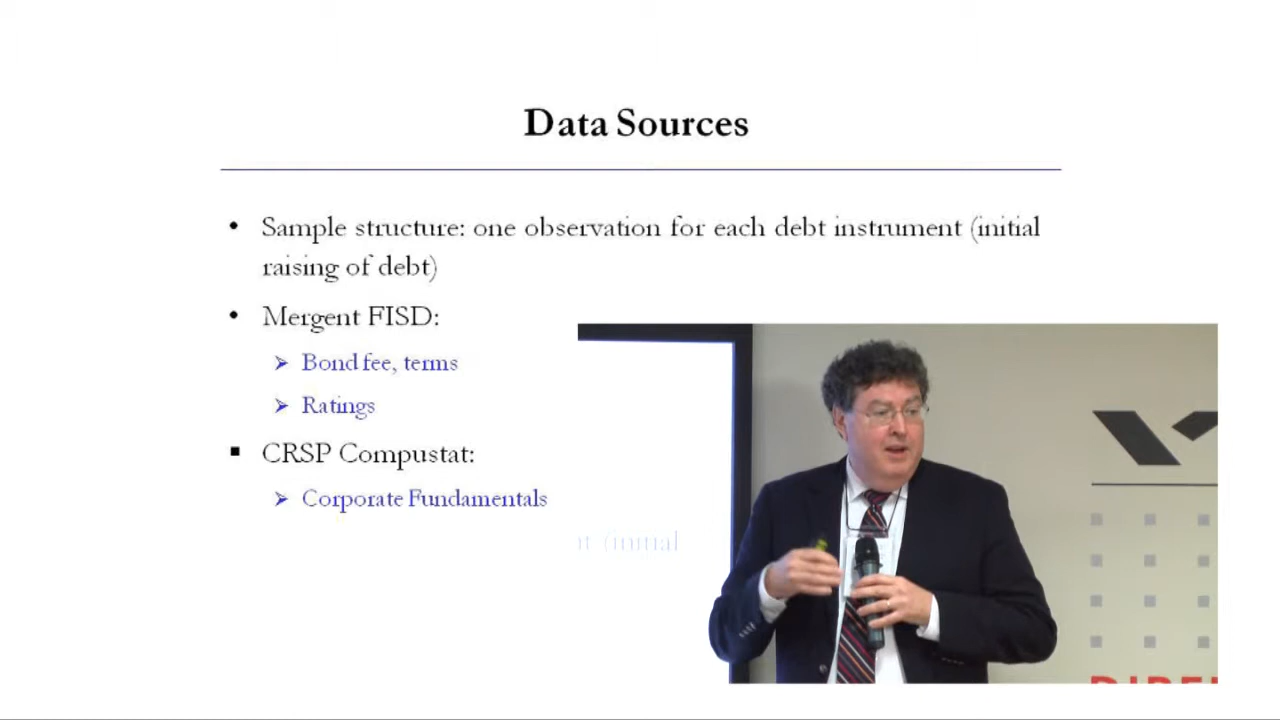 Data Sources
• Sample structure: one observation for each debt instrument (initial
raising of debt)
• Mergent FISD:
➢ Bond fee, terms
➢ Ratings
▪ CRSP Compustat:
➢ Corporate Fundamentals
(initial